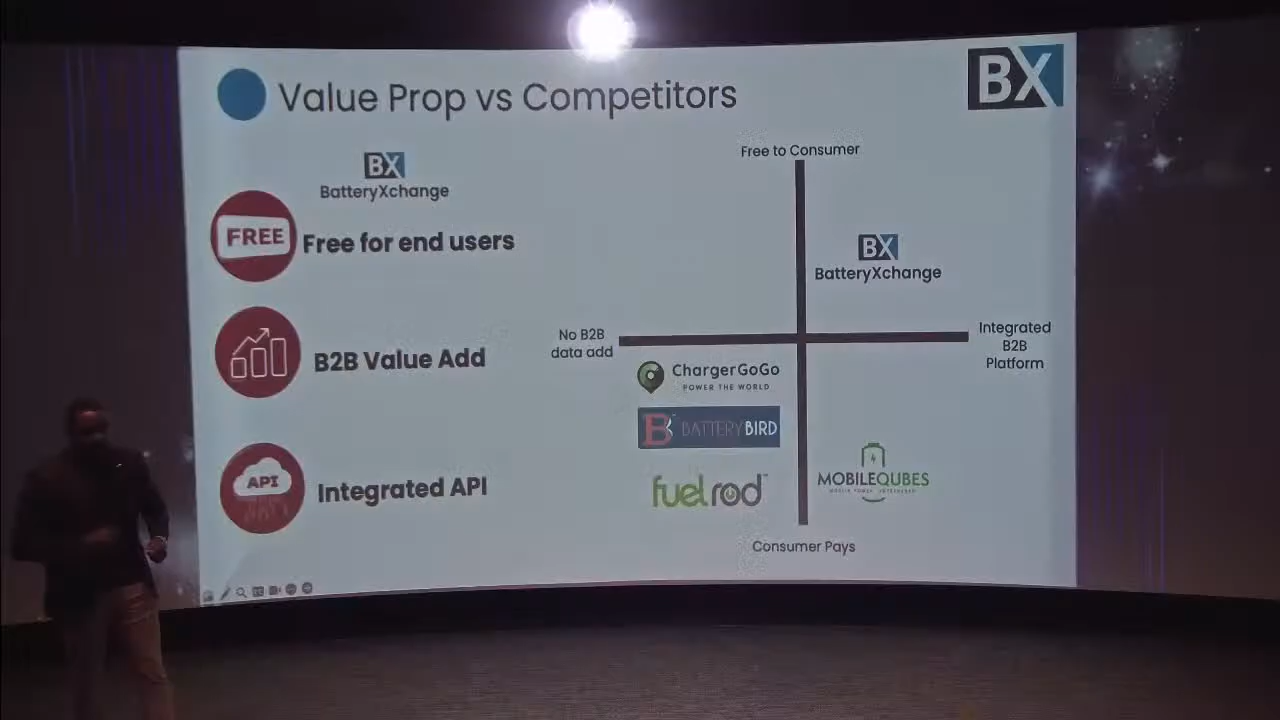 Value Prop vs Competitors
BX
BX
BatteryXchange
FREE
Free for end users
B2B Value Add
API
Integrated API
Free to Consumer
BX
BatteryXchange
No B2B
data add
Integrated
B2B
Platform
ChargerGoGo
POWER THE WORLD
B BATTERYBIRD
fuelrod
MOBILEQUBES
Consumer Pays